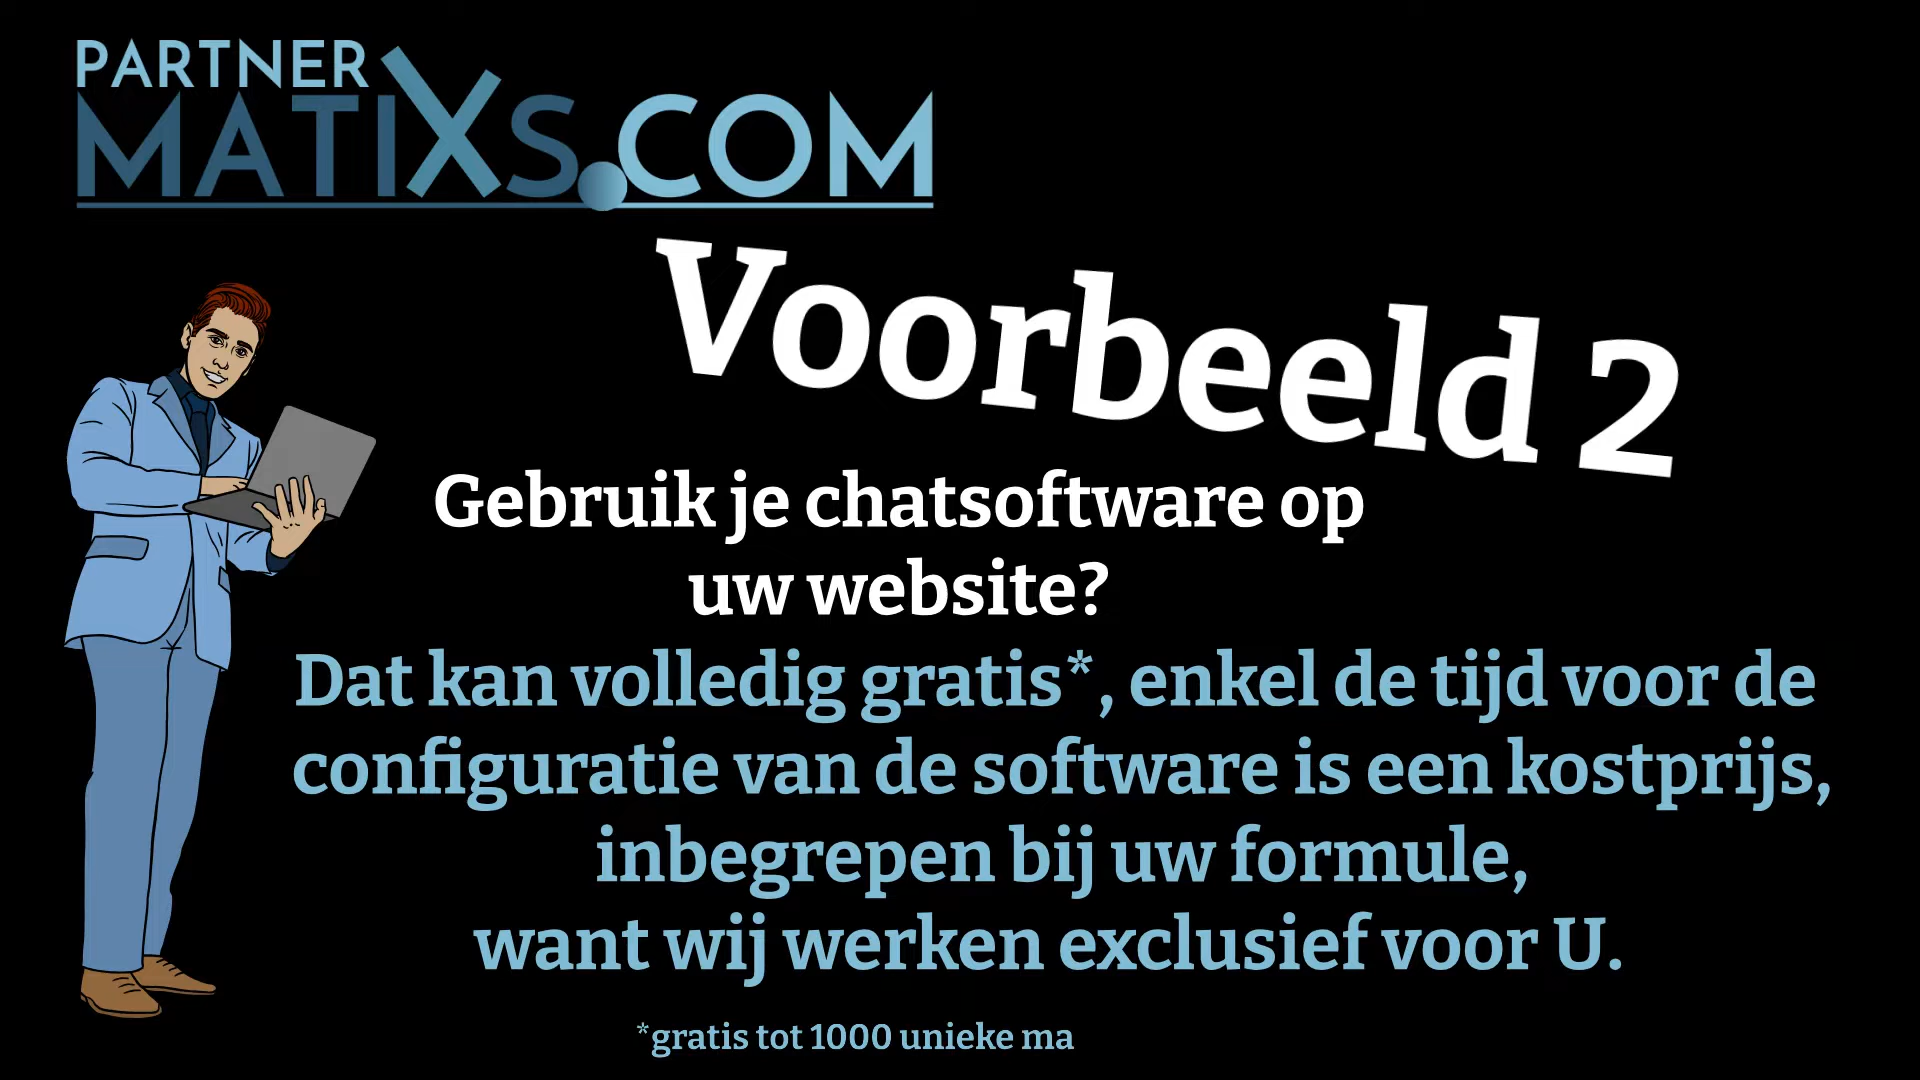 PARTNER
MATIXS.COM
Voorbeeld 2
Gebruik je chatsoftware op
uw website?
Dat kan volledig gratis*, enkel de tijd voor de
configuratie van de software is een kostprijs,
inbegrepen bij uw formule,
want wij werken exclusief voor U.
*gratis tot 1000 unieke ma